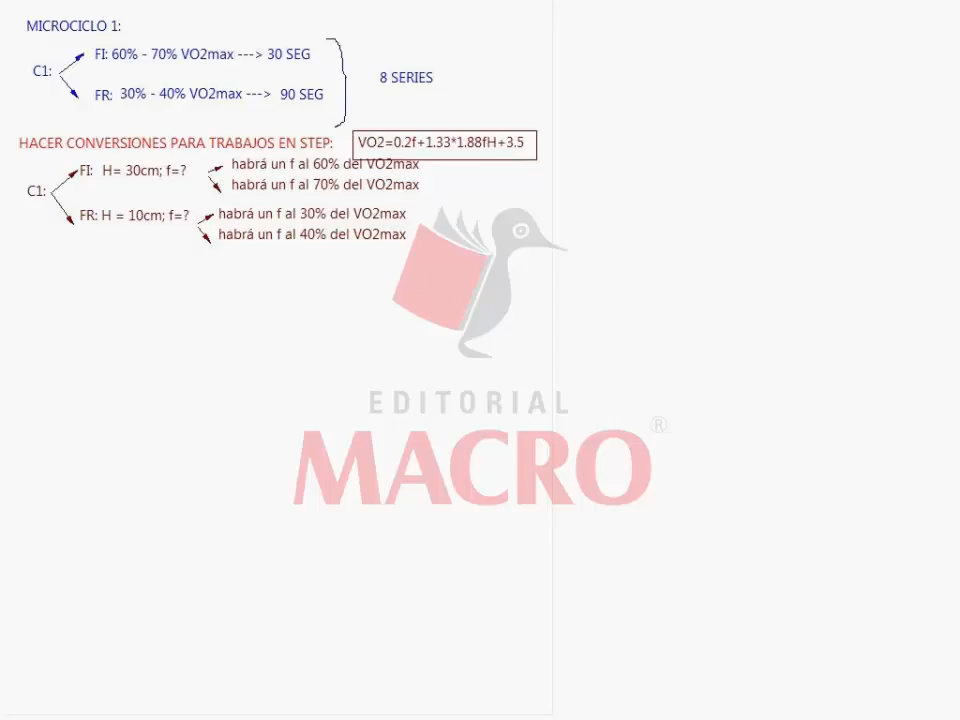 MICROCICLO 1:
C1:
FI: 60% - 70% VO2max ---> 30 SEG
FR: 30% - 40% VO2max ---> 90 SEG
8 SERIES
HACER CONVERSIONES PARA TRABAJOS EN STEP:
VO2=0.2f+1.33*1.88fH+3.5
C1:
FI: H= 30cm; f=?
habrá un f al 60% del VO2max
habrá un f al 70% del VO2max
FR: H = 10cm; f=?
habrá un f al 30% del VO2max
habrá un f al 40% del VO2max
EDITORIAL
MACRO®